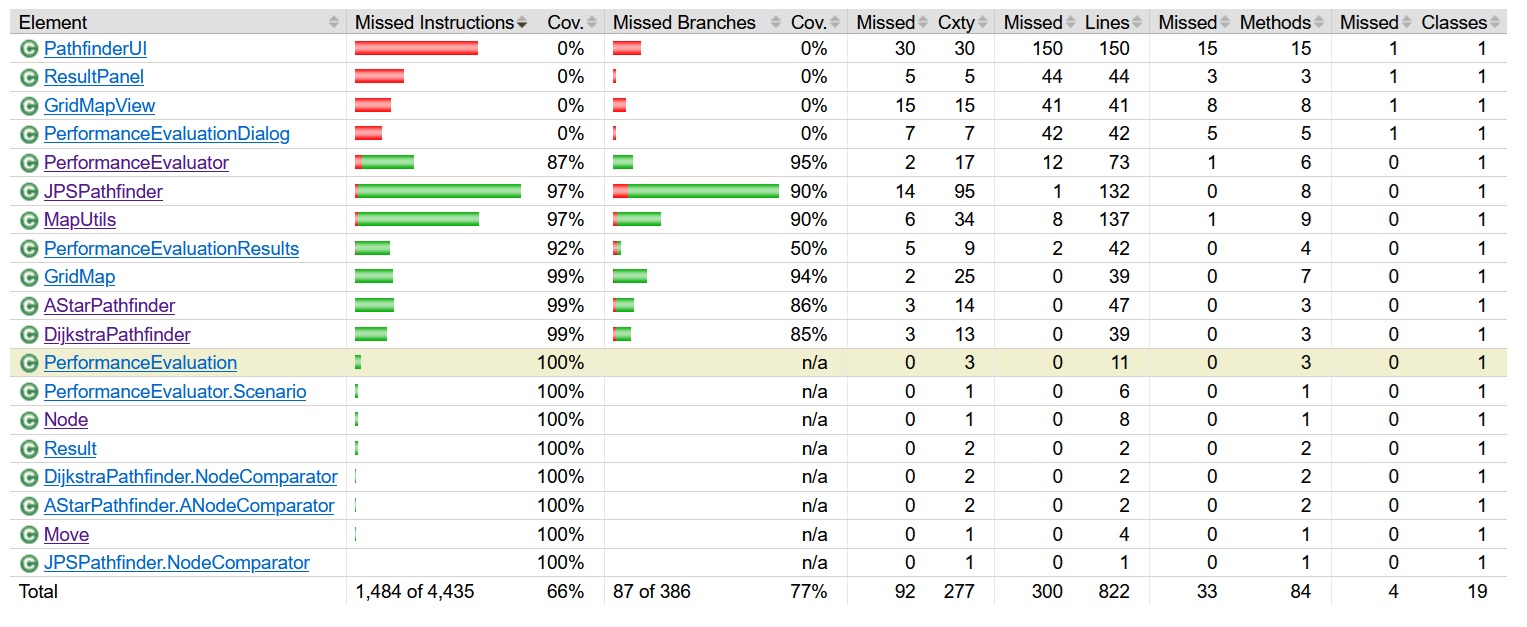 Element Missed Instructions Cov. Missed Branches Cov. Missed Cxty Missed Lines Missed Methods Missed Classes
PathfinderUI 0% 0% 30 30 150 150 15 15 1 1
ResultPanel 0% 0% 5 5 44 44 3 3 1 1
GridMapView 0% 0% 15 15 41 41 8 8 1 1
PerformanceEvaluationDialog 0% 0% 7 7 42 42 5 5 1 1
PerformanceEvaluator 87% 95% 2 17 12 73 1 6 0 1
JPSPathfinder 97% 90% 14 95 1 132 0 8 0 1
MapUtils 97% 90% 6 34 8 137 1 9 0 1
PerformanceEvaluationResults 92% 50% 5 9 2 42 0 4 0 1
GridMap 99% 94% 2 25 0 39 0 7 0 1
AStarPathfinder 99% 86% 3 14 0 47 0 3 0 1
DijkstraPathfinder 99% 85% 3 13 0 39 0 3 0 1
PerformanceEvaluation 100% n/a 0 3 0 11 0 3 0 1
PerformanceEvaluator.Scenario 100% n/a 0 1 0 6 0 1 0 1
Node 100% n/a 0 1 0 8 0 1 0 1
Result 100% n/a 0 2 0 2 0 2 0 1
DijkstraPathfinder.NodeComparator 100% n/a 0 2 0 2 0 2 0 1
AStarPathfinder.ANodeComparator 100% n/a 0 2 0 2 0 2 0 1
Move 100% n/a 0 1 0 4 0 1 0 1
JPSPathfinder.NodeComparator 100% n/a 0 1 0 1 0 1 0 1
Total 1,484 of 4,435 66% 87 of 386 77% 92 277 300 822 33 84 4 19